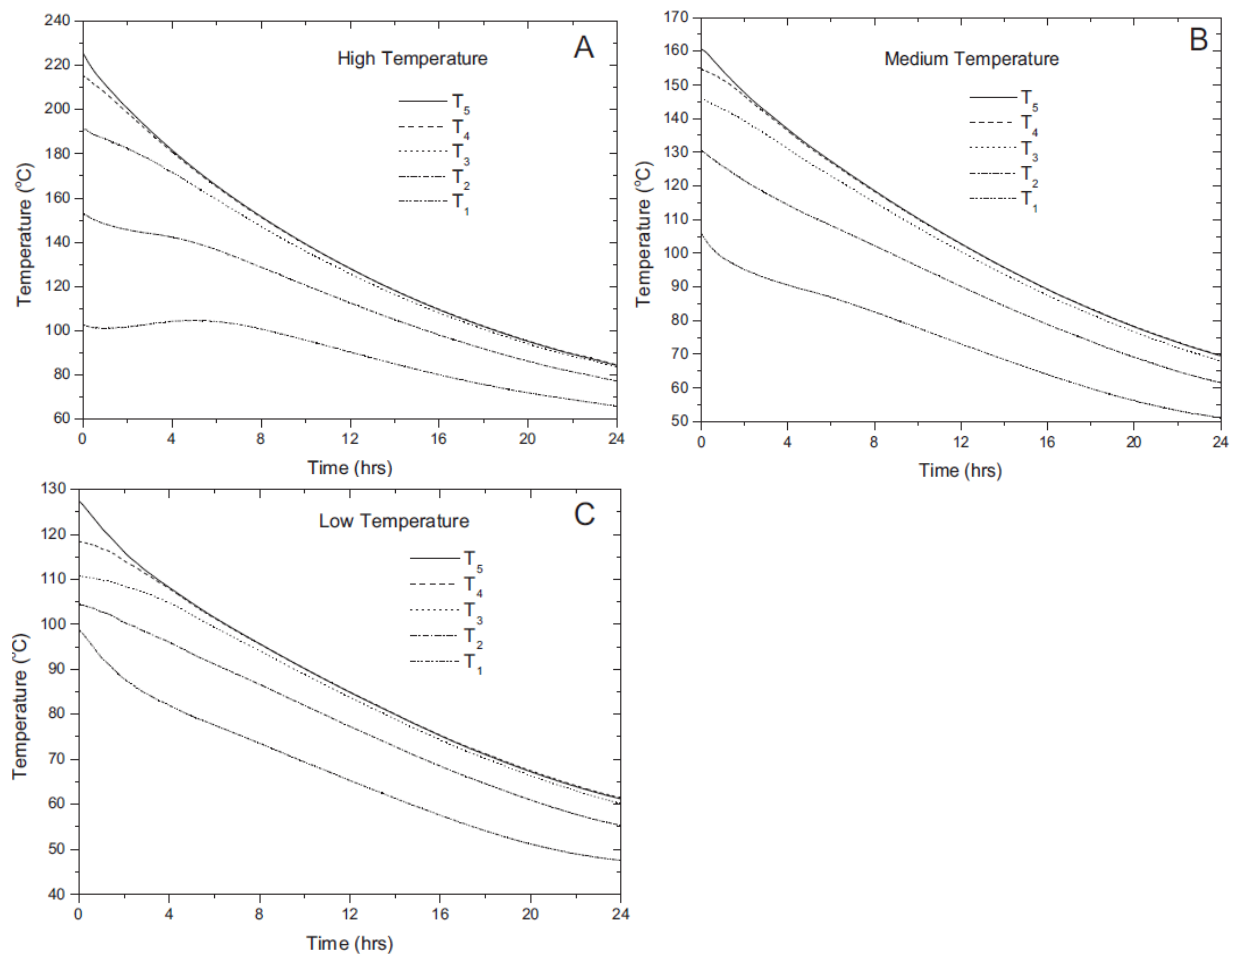 A
High Temperature
T5
T4
T3
T2
T1
240
220
200
180
160
140
120
100
80
60
0
4
8
12
16
20
24
Temperature (°C)
Time (hrs)
B
Medium Temperature
T5
T4
T3
T2
T1
170
160
150
140
130
120
110
100
90
80
70
60
50
0
4
8
12
16
20
24
Temperature (°C)
Time (hrs)
C
Low Temperature
T5
T4
T3
T2
T1
130
120
110
100
90
80
70
60
50
40
0
4
8
12
16
20
24
Temperature (°C)
Time (hrs)